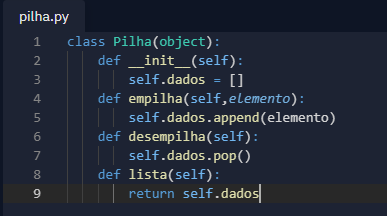 pilha.py
1 class Pilha(object):
2     def __init__(self):
3         self.dados = []
4     def empilha(self,elemento):
5         self.dados.append(elemento)
6     def desempilha(self):
7         self.dados.pop()
8     def lista(self):
9         return self.dados